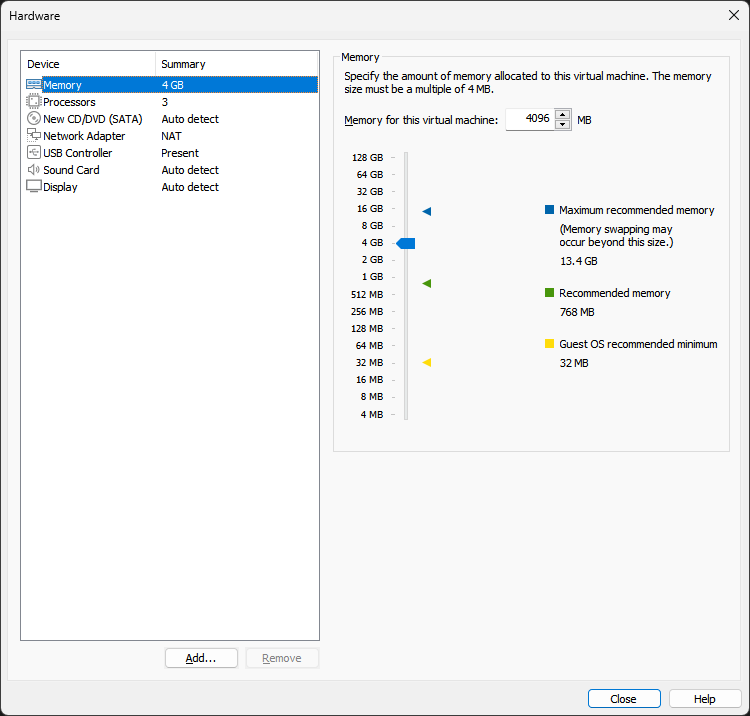 Hardware
Device Summary
Memory 4 GB
Processors 3
New CD/DVD (SATA) Auto detect
Network Adapter NAT
USB Controller Present
Sound Card Auto detect
Display Auto detect
Add...
Remove
Memory
Specify the amount of memory allocated to this virtual machine. The memory
size must be a multiple of 4 MB.
Memory for this virtual machine: 4096 MB
128 GB
64 GB
32 GB
16 GB
8 GB
4 GB
2 GB
1 GB
512 MB
256 MB
128 MB
64 MB
32 MB
16 MB
8 MB
4 MB
Maximum recommended memory
(Memory swapping may
occur beyond this size.)
13.4 GB
Recommended memory
768 MB
Guest OS recommended minimum
32 MB
Close
Help